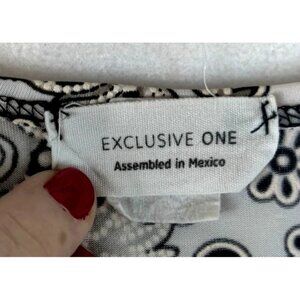 EXCLUSIVE ONE
Assembled in Mexico